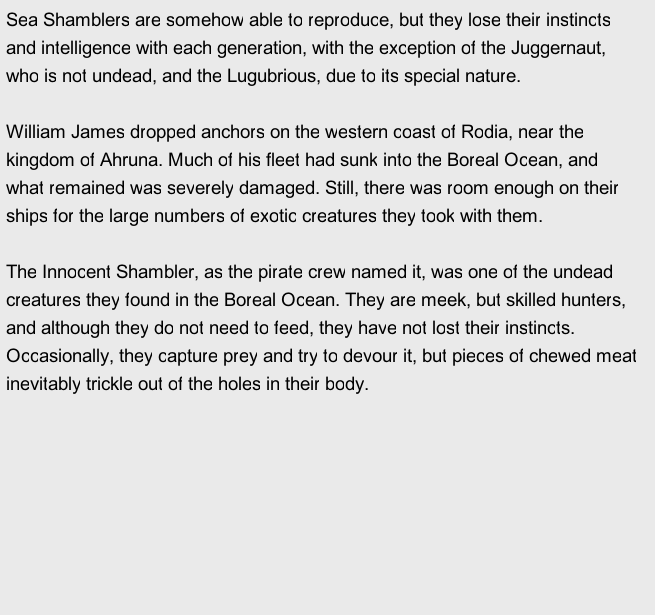 Sea Shamblers are somehow able to reproduce, but they lose their instincts
and intelligence with each generation, with the exception of the Juggernaut,
who is not undead, and the Lugubrious, due to its special nature.

William James dropped anchors on the western coast of Rodia, near the
kingdom of Ahruna. Much of his fleet had sunk into the Boreal Ocean, and
what remained was severely damaged. Still, there was room enough on their
ships for the large numbers of exotic creatures they took with them.

The Innocent Shambler, as the pirate crew named it, was one of the undead
creatures they found in the Boreal Ocean. They are meek, but skilled hunters,
and although they do not need to feed, they have not lost their instincts.
Occasionally, they capture prey and try to devour it, but pieces of chewed meat
inevitably trickle out of the holes in their body.